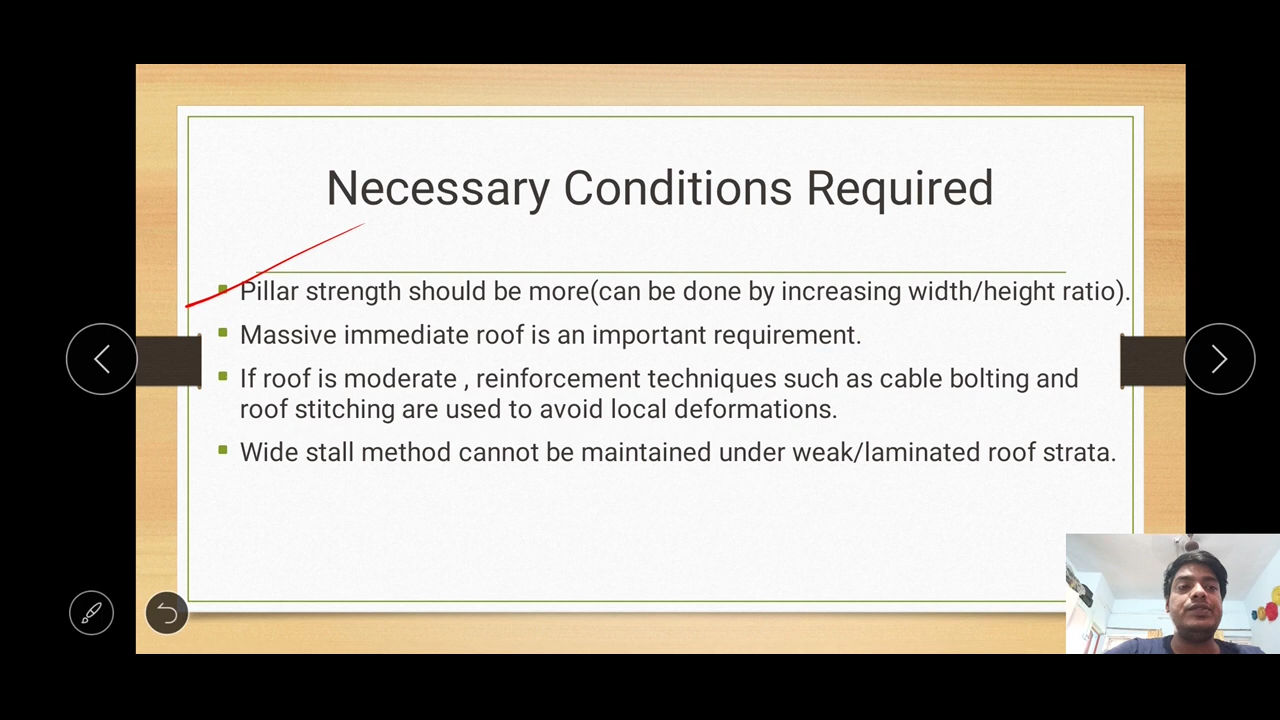 Necessary Conditions Required
Pillar strength should be more(can be done by increasing width/height ratio).
Massive immediate roof is an important requirement.
If roof is moderate , reinforcement techniques such as cable bolting and
roof stitching are used to avoid local deformations.
Wide stall method cannot be maintained under weak/laminated roof strata.